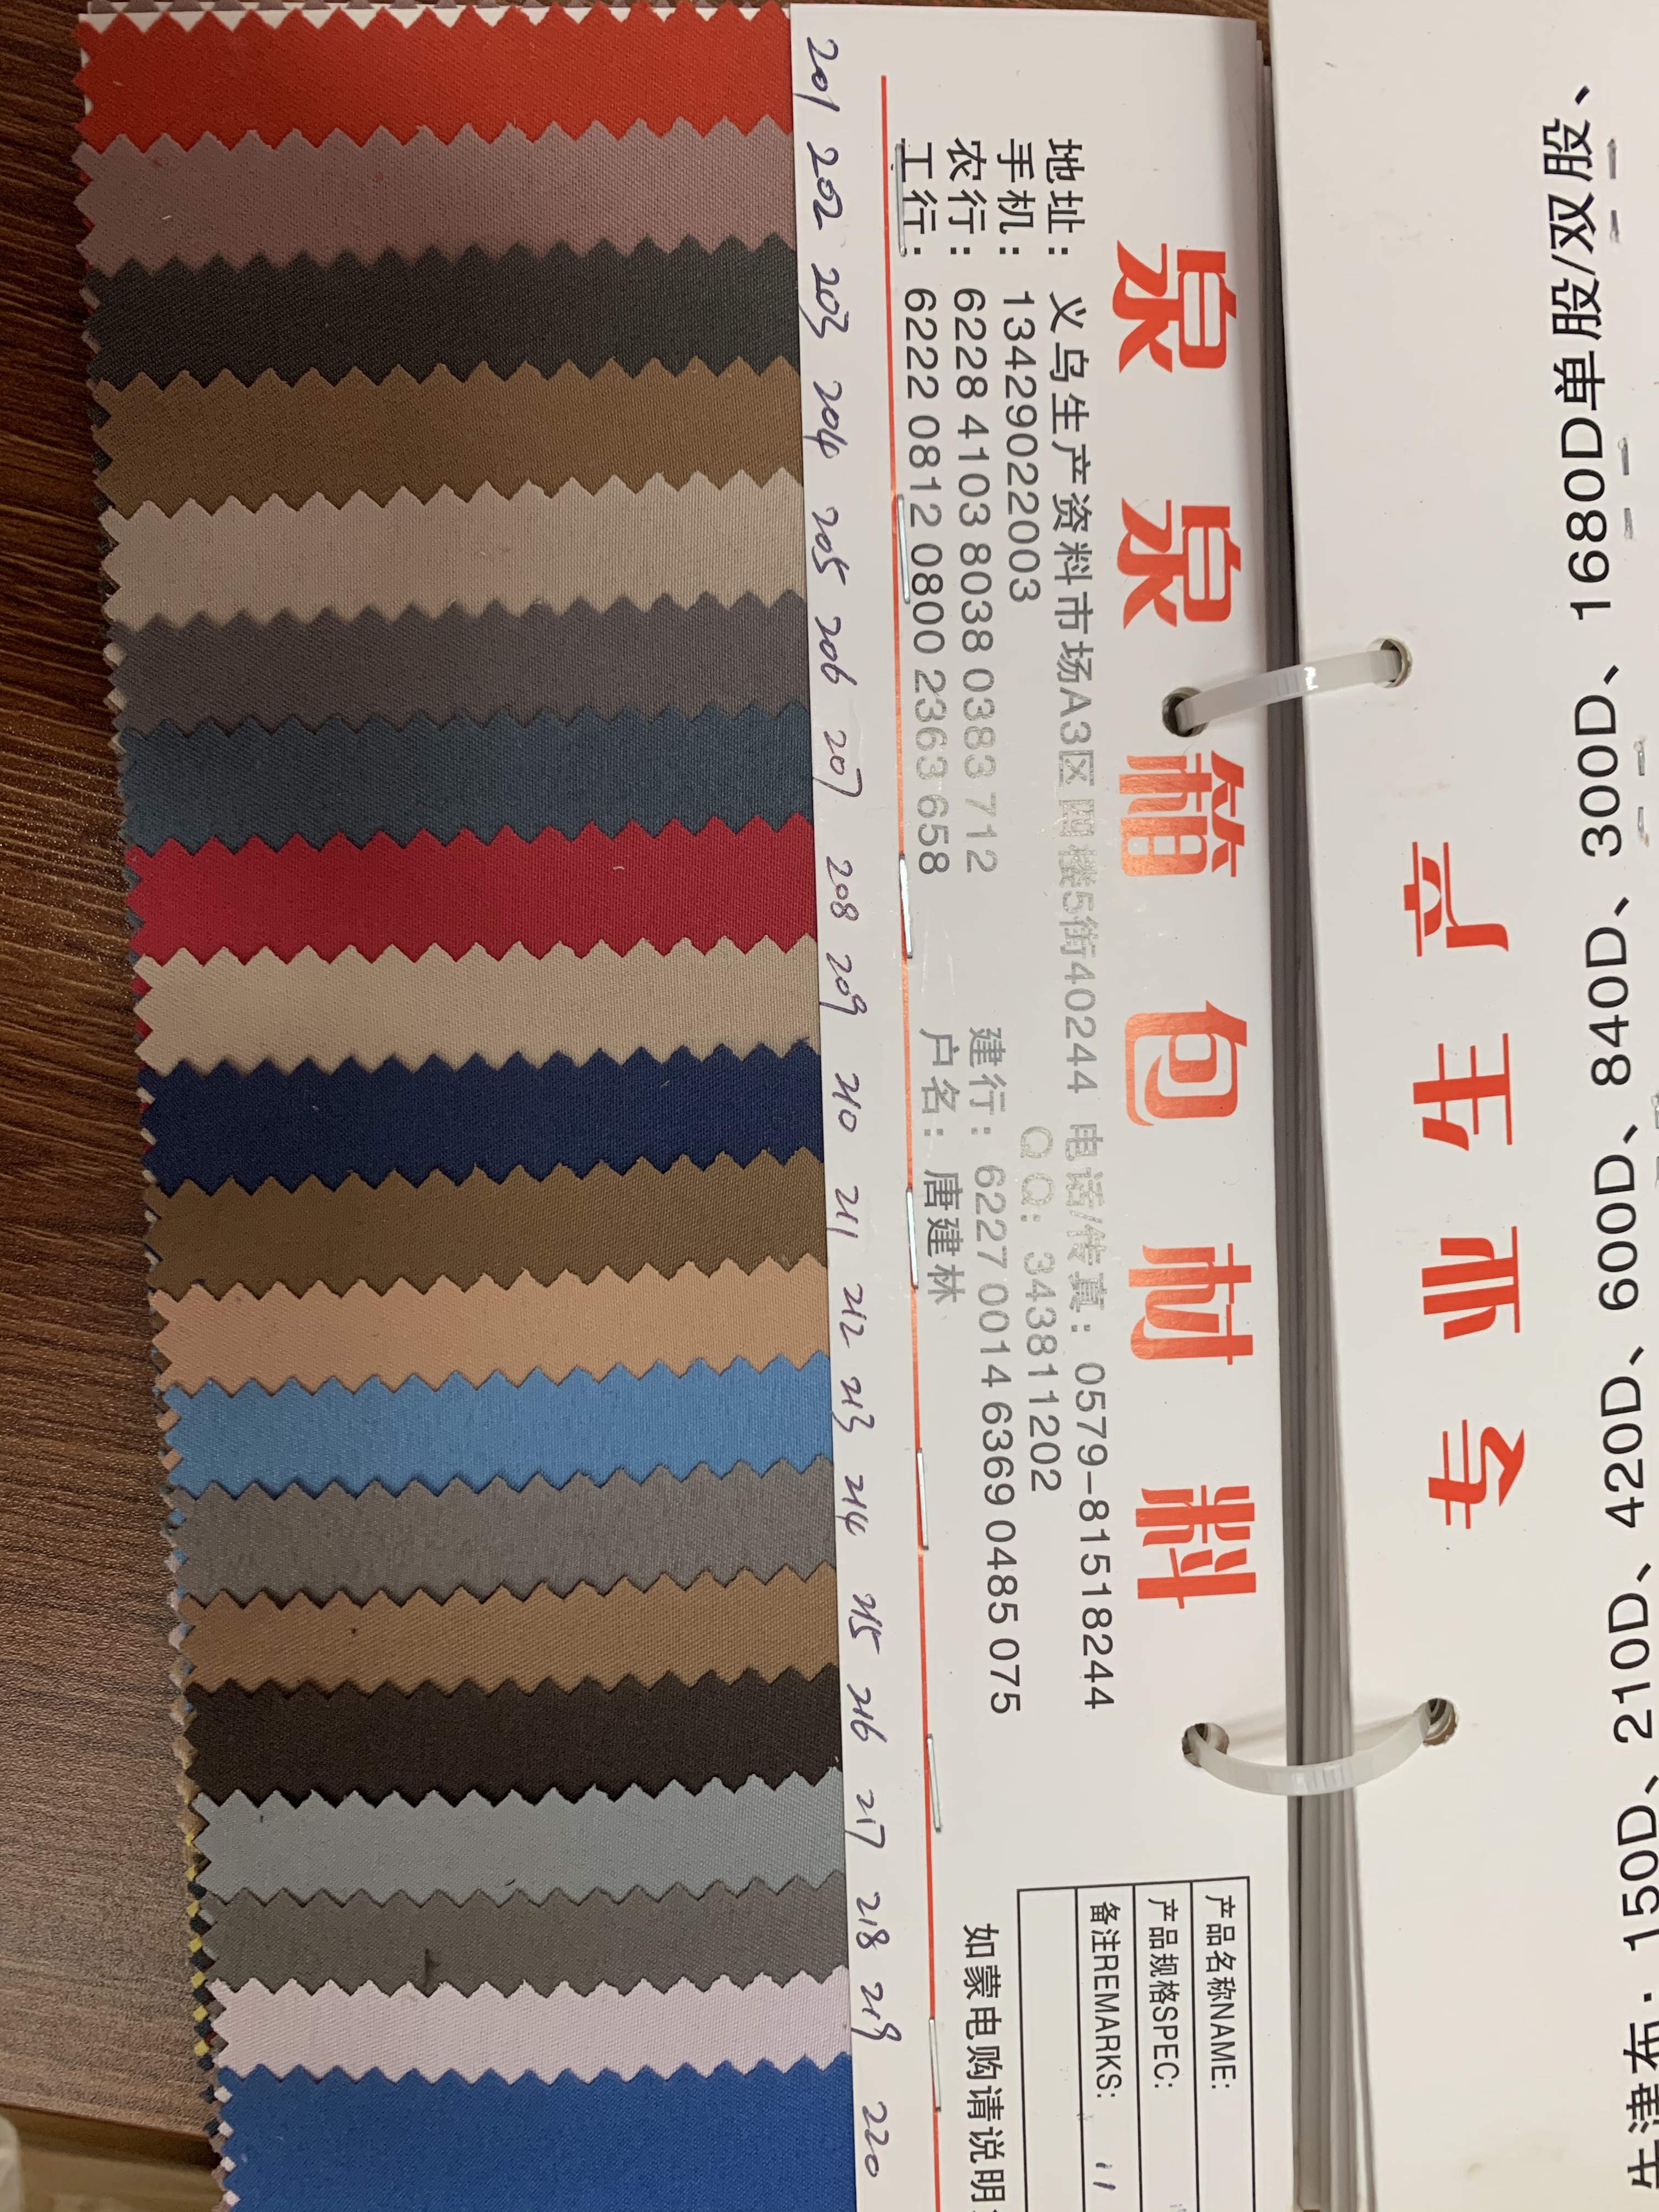 专业生产
牛津布：150D、210D、420D、600D、840D、300D、1680D单股/双股、
泉泉箱包材料
地址：义乌生产资料市场A3区四楼5街40244 电话/传真：0579-81518244
手机：13429022003 QQ：343811202
农行：6228 4103 8038 0383 712 建行：6227 0014 6369 0485 075
工行：6222 0812 0800 2363 658 户名：唐建林
产品名称NAME:
产品规格SPEC:
备注REMARKS: 11
如蒙电购请说明
201 202 203 204 205 206 207 208 209 210 211 212 213 214 215 216 217 218 219 220